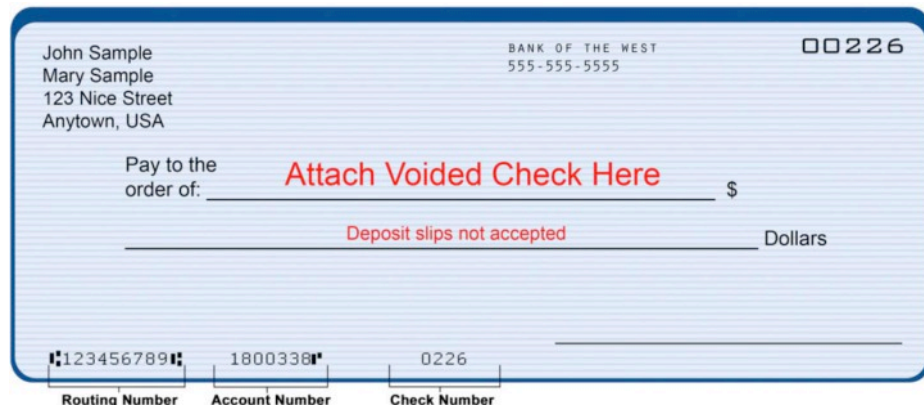 John Sample
Mary Sample
123 Nice Street
Anytown, USA
BANK OF THE WEST
555-555-5555
00226
Pay to the
order of: Attach Voided Check Here $
Deposit slips not accepted Dollars
⑆123456789⑆ 1800338⑈ 0226
Routing Number Account Number Check Number